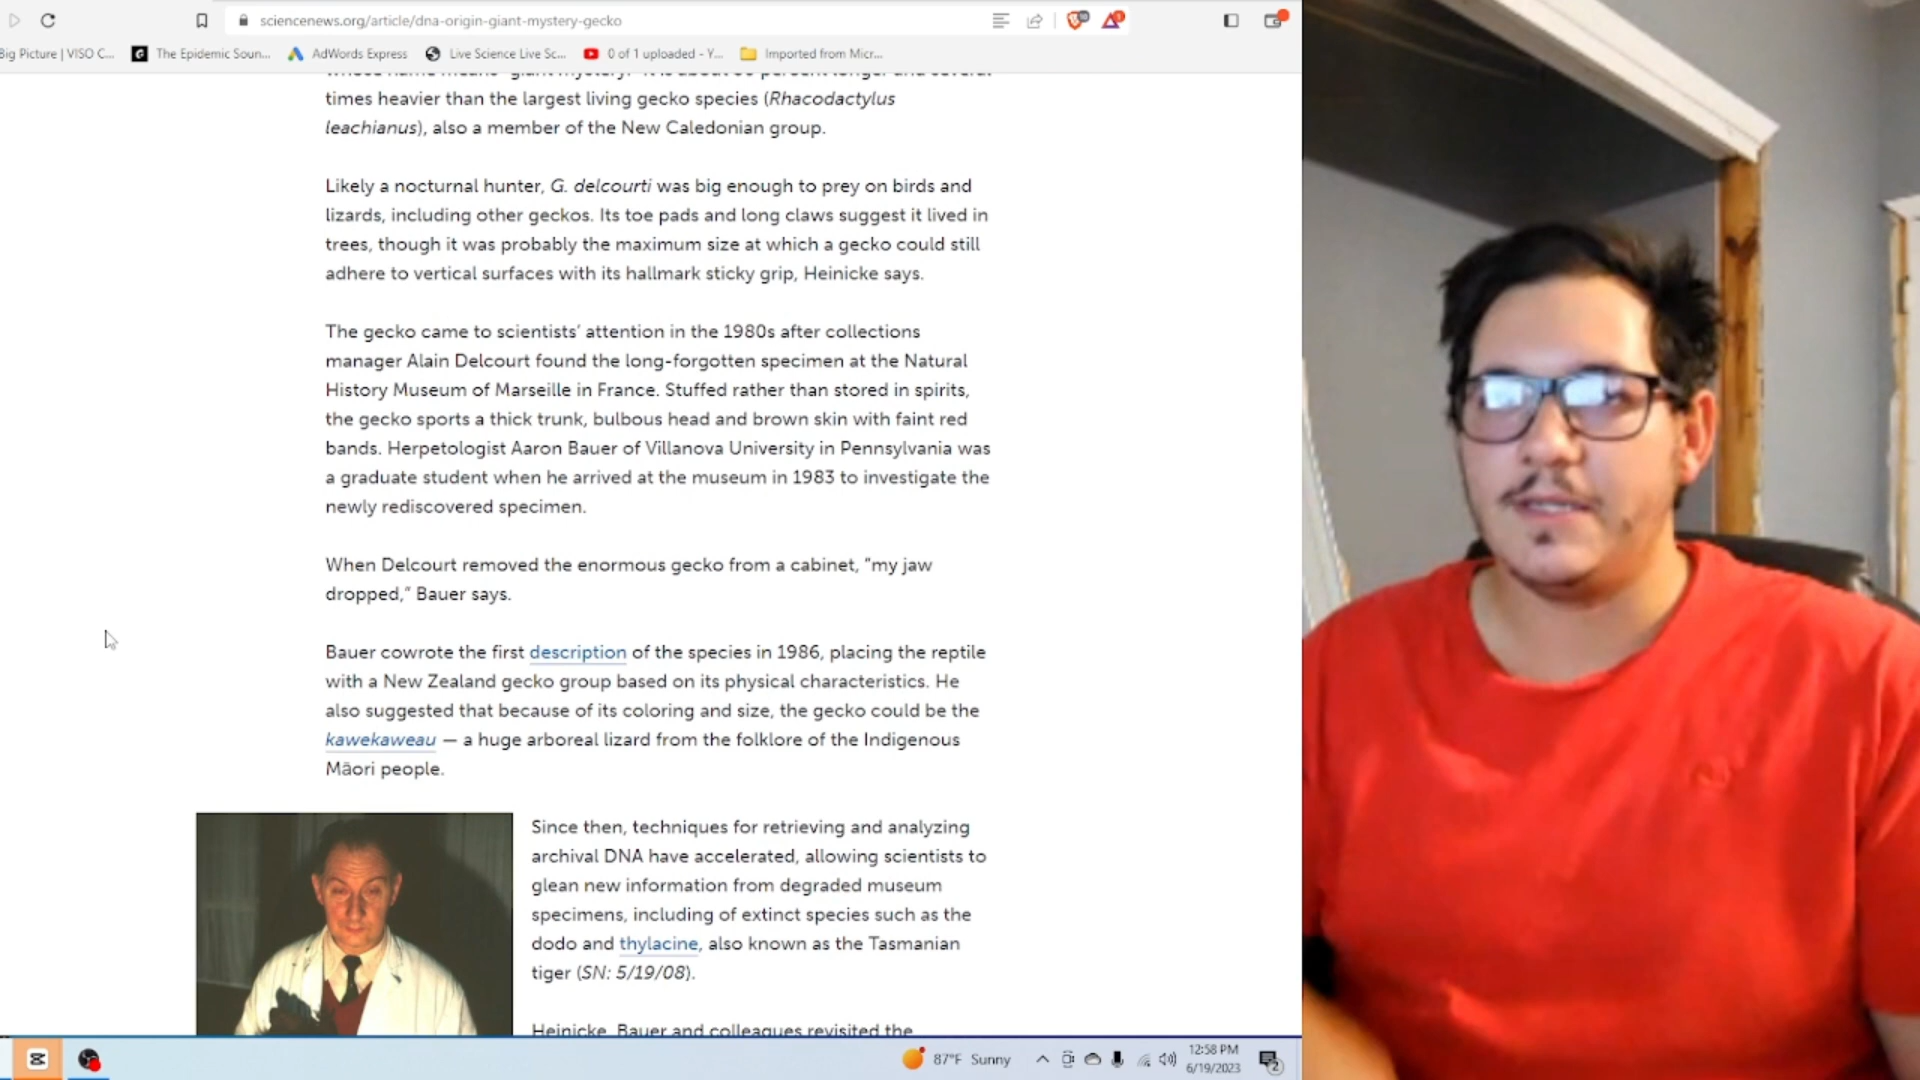 sciencenews.org/article/dna-origin-giant-mystery-gecko
Big Picture | VISO C...
The Epidemic Soun...
AdWords Express
Live Science Live Sc...
0 of 1 uploaded - Y...
Imported from Micr...
times heavier than the largest living gecko species (Rhacodactylus
leachianus), also a member of the New Caledonian group.
Likely a nocturnal hunter, G. delcourti was big enough to prey on birds and
lizards, including other geckos. Its toe pads and long claws suggest it lived in
trees, though it was probably the maximum size at which a gecko could still
adhere to vertical surfaces with its hallmark sticky grip, Heinicke says.
The gecko came to scientists’ attention in the 1980s after collections
manager Alain Delcourt found the long-forgotten specimen at the Natural
History Museum of Marseille in France. Stuffed rather than stored in spirits,
the gecko sports a thick trunk, bulbous head and brown skin with faint red
bands. Herpetologist Aaron Bauer of Villanova University in Pennsylvania was
a graduate student when he arrived at the museum in 1983 to investigate the
newly rediscovered specimen.
When Delcourt removed the enormous gecko from a cabinet, “my jaw
dropped,” Bauer says.
Bauer cowrote the first description of the species in 1986, placing the reptile
with a New Zealand gecko group based on its physical characteristics. He
also suggested that because of its coloring and size, the gecko could be the
kawekaweau — a huge arboreal lizard from the folklore of the Indigenous
Māori people.
Since then, techniques for retrieving and analyzing
archival DNA have accelerated, allowing scientists to
glean new information from degraded museum
specimens, including of extinct species such as the
dodo and thylacine, also known as the Tasmanian
tiger (SN: 5/19/08).
Heinicke, Bauer and colleagues revisited the
87°F Sunny
12:58 PM
6/19/2023
2